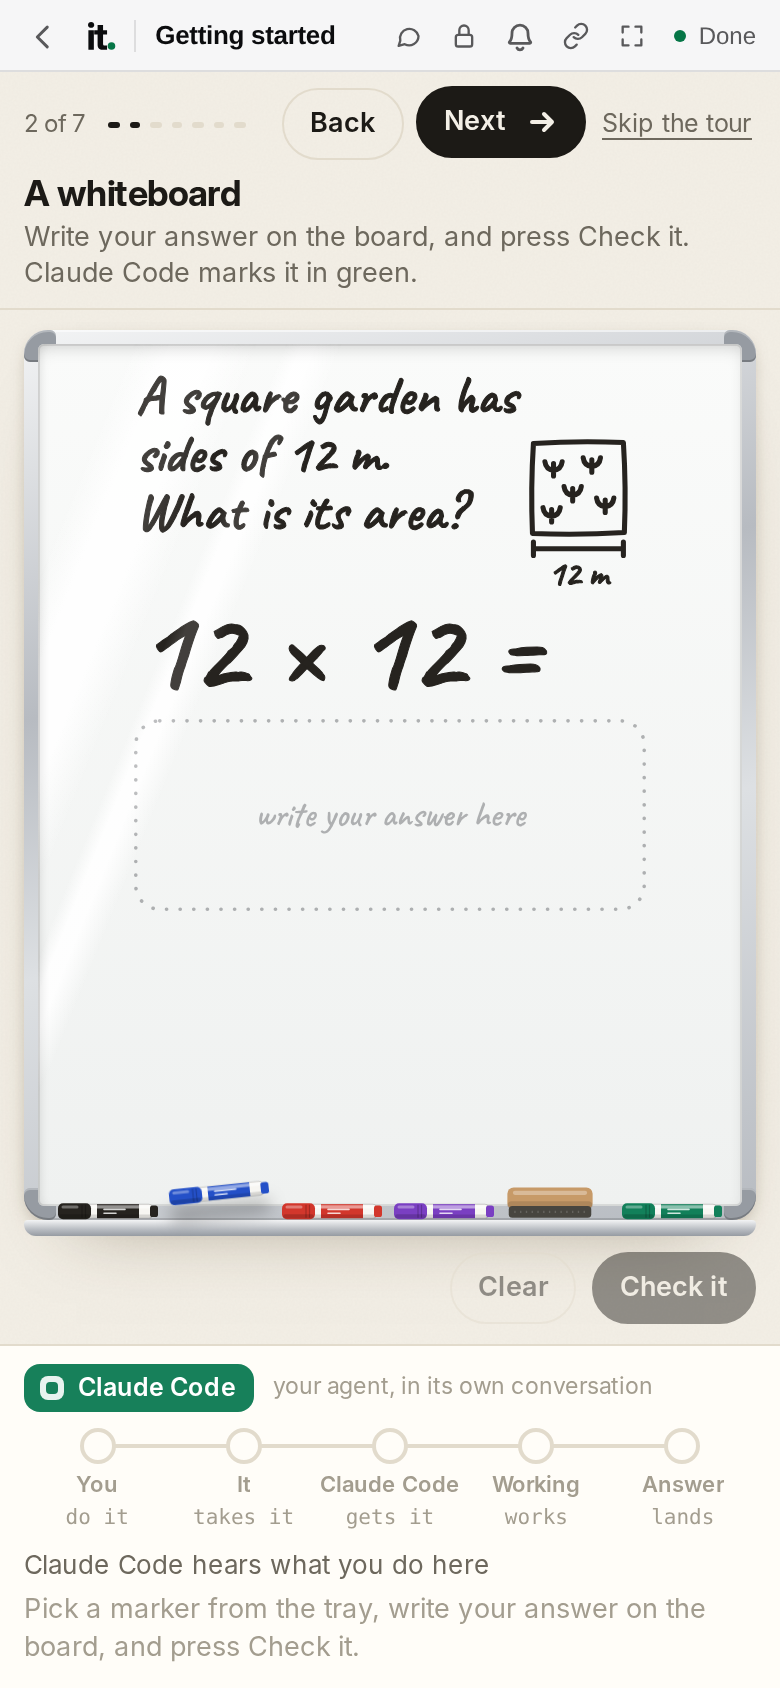 it.
Getting started
Done
2 of 7
Back
Next
Skip the tour
A whiteboard
Write your answer on the board, and press Check it.
Claude Code marks it in green.
A square garden has
sides of 12 m.
What is its area?
12 m
12 × 12 =
write your answer here
Clear
Check it
Claude Code
your agent, in its own conversation
You
It
Claude Code
Working
Answer
do it
takes it
gets it
works
lands
Claude Code hears what you do here
Pick a marker from the tray, write your answer on the
board, and press Check it.